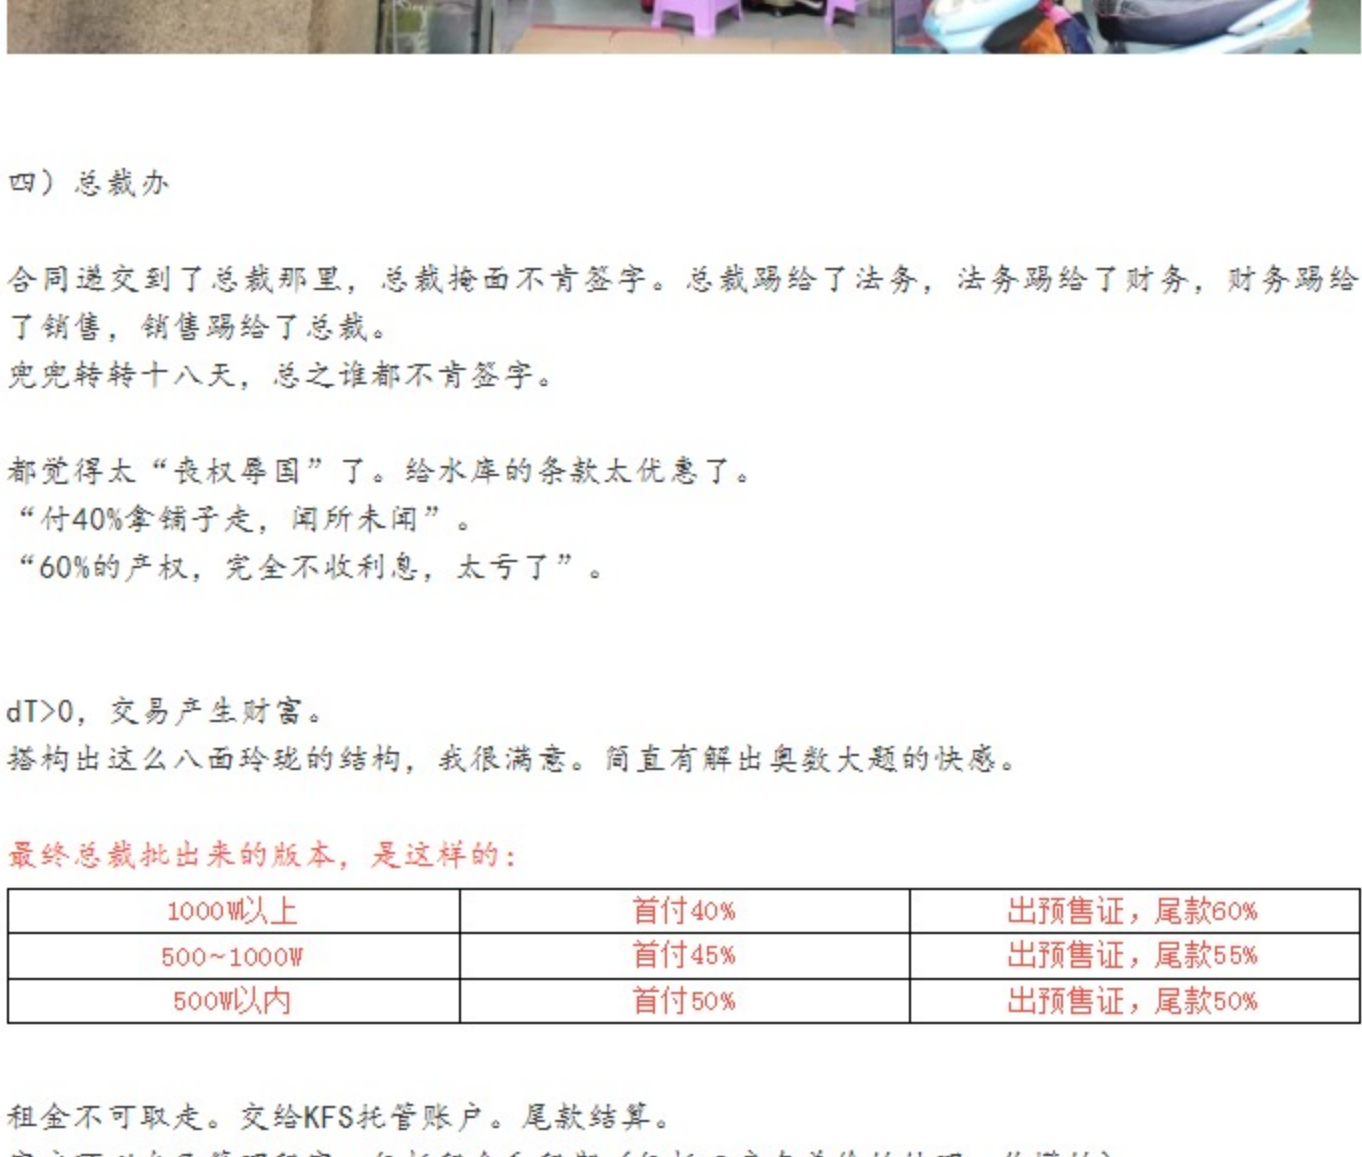 四）总裁办
合同递交到了总裁那里，总裁掩面不肯签字。总裁踢给了法务，法务踢给了财务，财务踢给
了销售，销售踢给了总裁。
兜兜转转十八天，总之谁都不肯签字。
都觉得太“丧权辱国”了。给水库的条款太优惠了。
“付40%拿铺子走，闻所未闻”。
“60%的产权，完全不收利息，太亏了”。
dT>0，交易产生财富。
搭构出这么八面玲珑的结构，我很满意。简直有解出奥数大题的快感。
最终总裁批出来的版本，是这样的：
1000W以上 首付40% 出预售证，尾款60%
500~1000W 首付45% 出预售证，尾款55%
500W以内 首付50% 出预售证，尾款50%
租金不可取走。交给KFS托管账户。尾款结算。